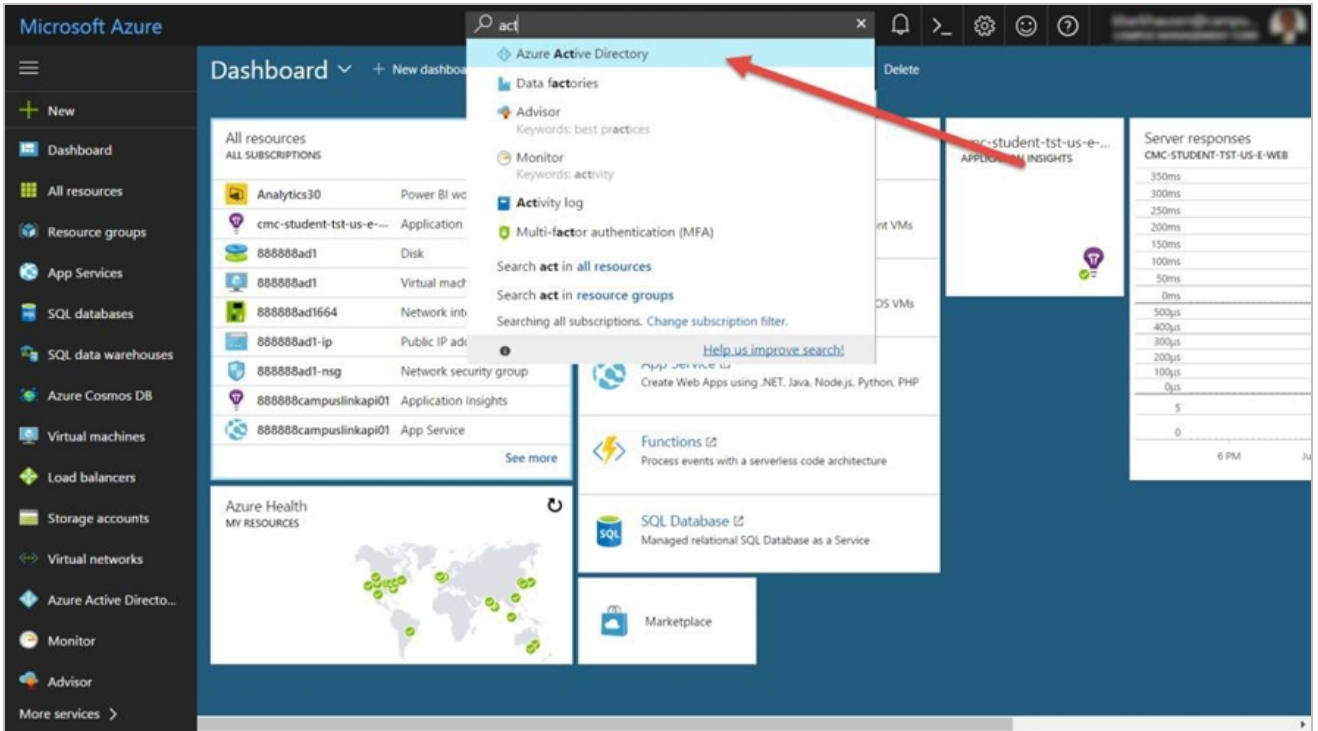 Microsoft Azure
act
New
Dashboard
All resources
Resource groups
App Services
SQL databases
SQL data warehouses
Azure Cosmos DB
Virtual machines
Load balancers
Storage accounts
Virtual networks
Azure Active Directo...
Monitor
Advisor
More services
Dashboard
+ New dashboa
Delete
Azure Active Directory
Data factories
Advisor
Keywords: best practices
Monitor
Keywords: activity
Activity log
Multi-factor authentication (MFA)
Search act in all resources
Search act in resource groups
Searching all subscriptions. Change subscription filter.
Help us improve search!
All resources
ALL SUBSCRIPTIONS
Analytics30 Power BI wo
cmc-student-tst-us-e-... Application
888888ad1 Disk
888888ad1 Virtual mach
888888ad1664 Network inte
888888ad1-ip Public IP add
888888ad1-nsg Network security group
888888campuslinkapi01 Application Insights
888888campuslinkapi01 App Service
See more
Azure Health
MY RESOURCES
nt VMs
OS VMs
App Service
Create Web Apps using .NET, Java, Node.js, Python, PHP
Functions
Process events with a serverless code architecture
SQL
SQL Database
Managed relational SQL Database as a Service
Marketplace
-student-tst-us-e-...
APPLICATION INSIGHTS
Server responses
CMC-STUDENT-TST-US-E-WEB
350ms
300ms
250ms
200ms
150ms
100ms
50ms
0ms
500µs
400µs
300µs
200µs
100µs
0µs
5
0
6 PM
Ju